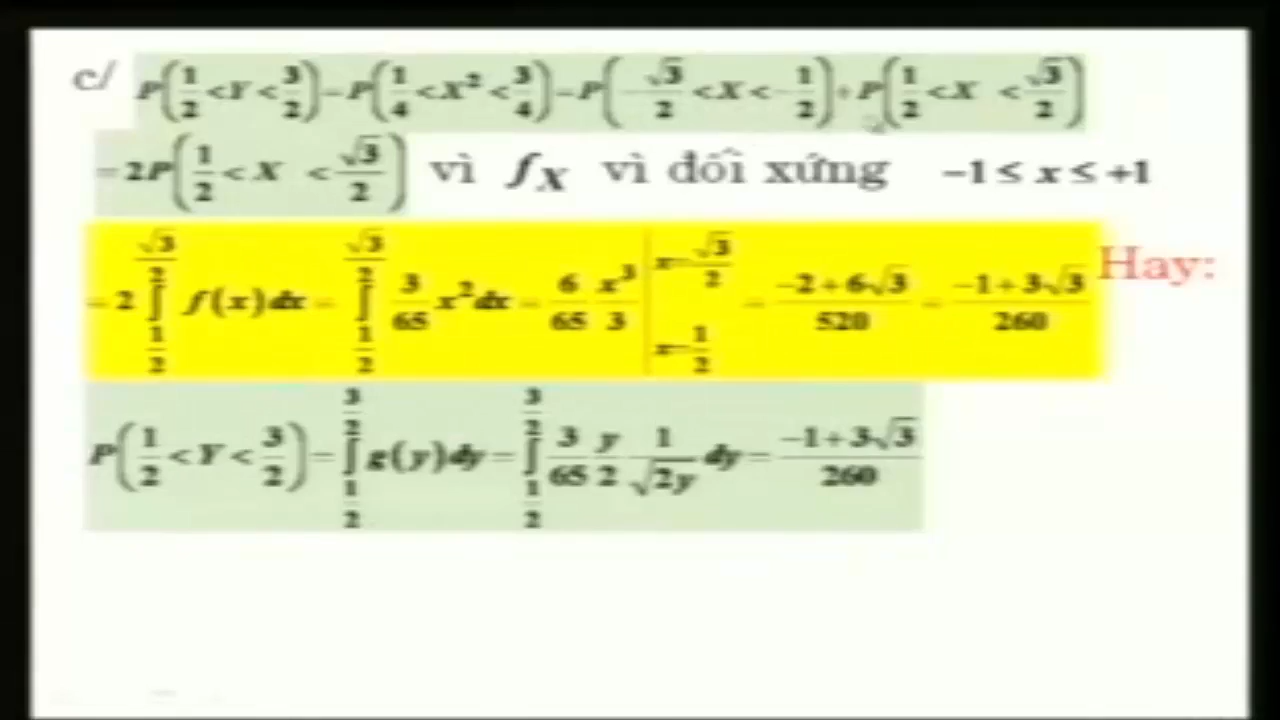 c/ P(1/2 < Y < 3/2) = P(1/4 < X² < 3/4) = P(-√3/2 < X < -1/2) + P(1/2 < X < √3/2)
= 2P(1/2 < X < √3/2) vì f_X vì đối xứng −1 ≤ x ≤ +1
= 2 ∫_{1/2}^{√3/2} f(x)dx = ∫_{1/2}^{√3/2} 3/65 x²dx = 6/65 x³/3 |_{x=1/2}^{x=√3/2} = (−2+6√3)/520 = (−1+3√3)/260 Hay:
P(1/2 < Y < 3/2) = ∫_{1/2}^{3/2} g(y)dy = ∫_{1/2}^{3/2} 3/65 y/2 1/√(2y) dy = (−1+3√3)/260